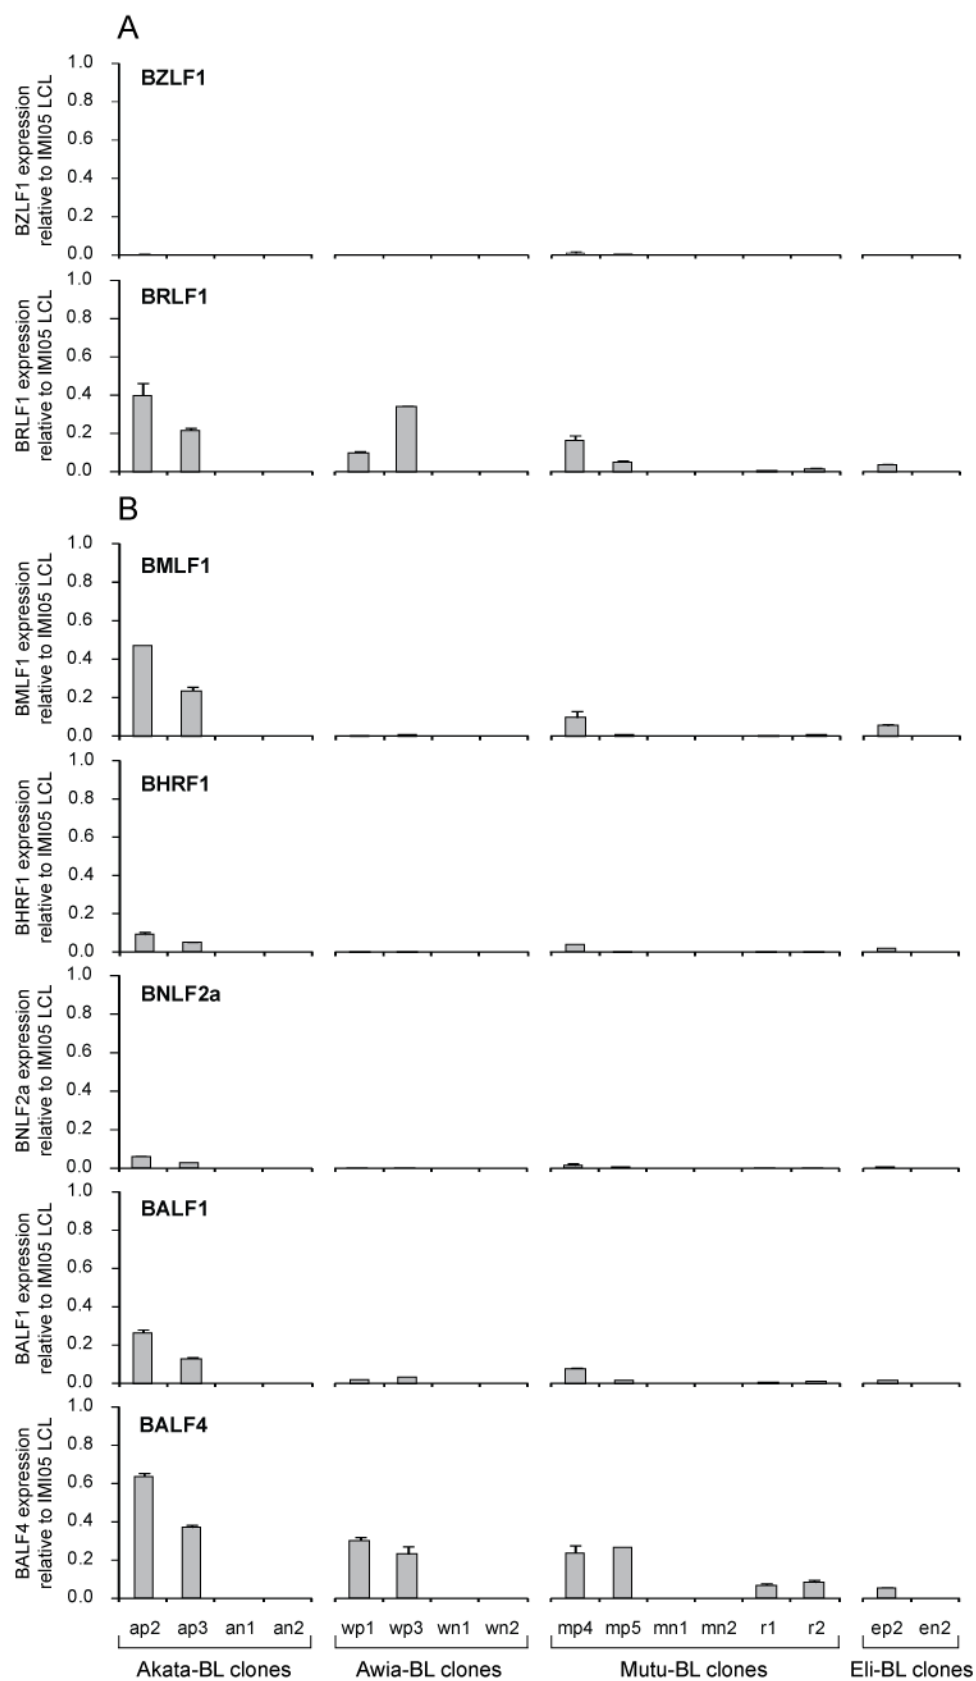 A
BZLF1 expression
relative to IMI05 LCL
1.0
0.8
0.6
0.4
0.2
0.0
BZLF1
BRLF1 expression
relative to IMI05 LCL
1.0
0.8
0.6
0.4
0.2
0.0
BRLF1
B
BMLF1 expression
relative to IMI05 LCL
1.0
0.8
0.6
0.4
0.2
0.0
BMLF1
BHRF1 expression
relative to IMI05 LCL
1.0
0.8
0.6
0.4
0.2
0.0
BHRF1
BNLF2a expression
relative to IMI05 LCL
1.0
0.8
0.6
0.4
0.2
0.0
BNLF2a
BALF1 expression
relative to IMI05 LCL
1.0
0.8
0.6
0.4
0.2
0.0
BALF1
BALF4 expression
relative to IMI05 LCL
1.0
0.8
0.6
0.4
0.2
0.0
BALF4
ap2 ap3 an1 an2 wp1 wp3 wn1 wn2 mp4 mp5 mn1 mn2 r1 r2 ep2 en2
Akata-BL clones Awia-BL clones Mutu-BL clones Eli-BL clones